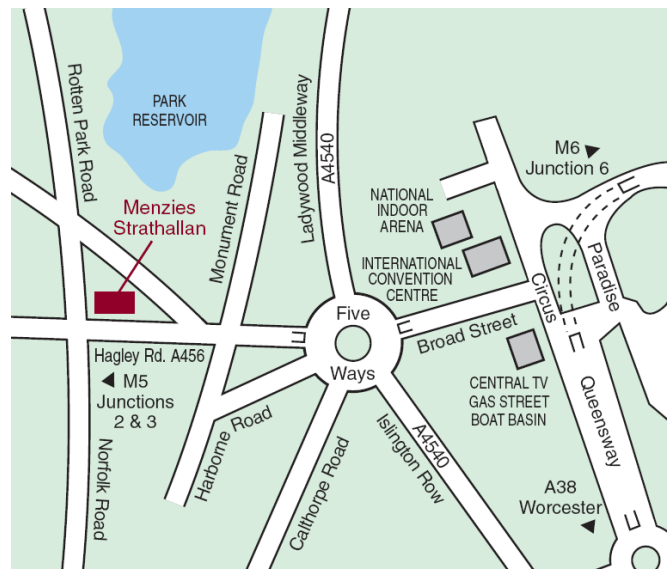 Rotten Park Road
PARK
RESERVOIR
Menzies
Strathallan
Monument Road
Ladywood Middleway
A4540
M6
Junction 6
NATIONAL
INDOOR
ARENA
INTERNATIONAL
CONVENTION
CENTRE
Circus
Paradise
Five
Ways
Broad Street
Hagley Rd. A456
M5
Junctions
2 & 3
CENTRAL TV
GAS STREET
BOAT BASIN
Queensway
Norfolk Road
Harborne Road
Calthorpe Road
Islington Row
A4540
A38
Worcester